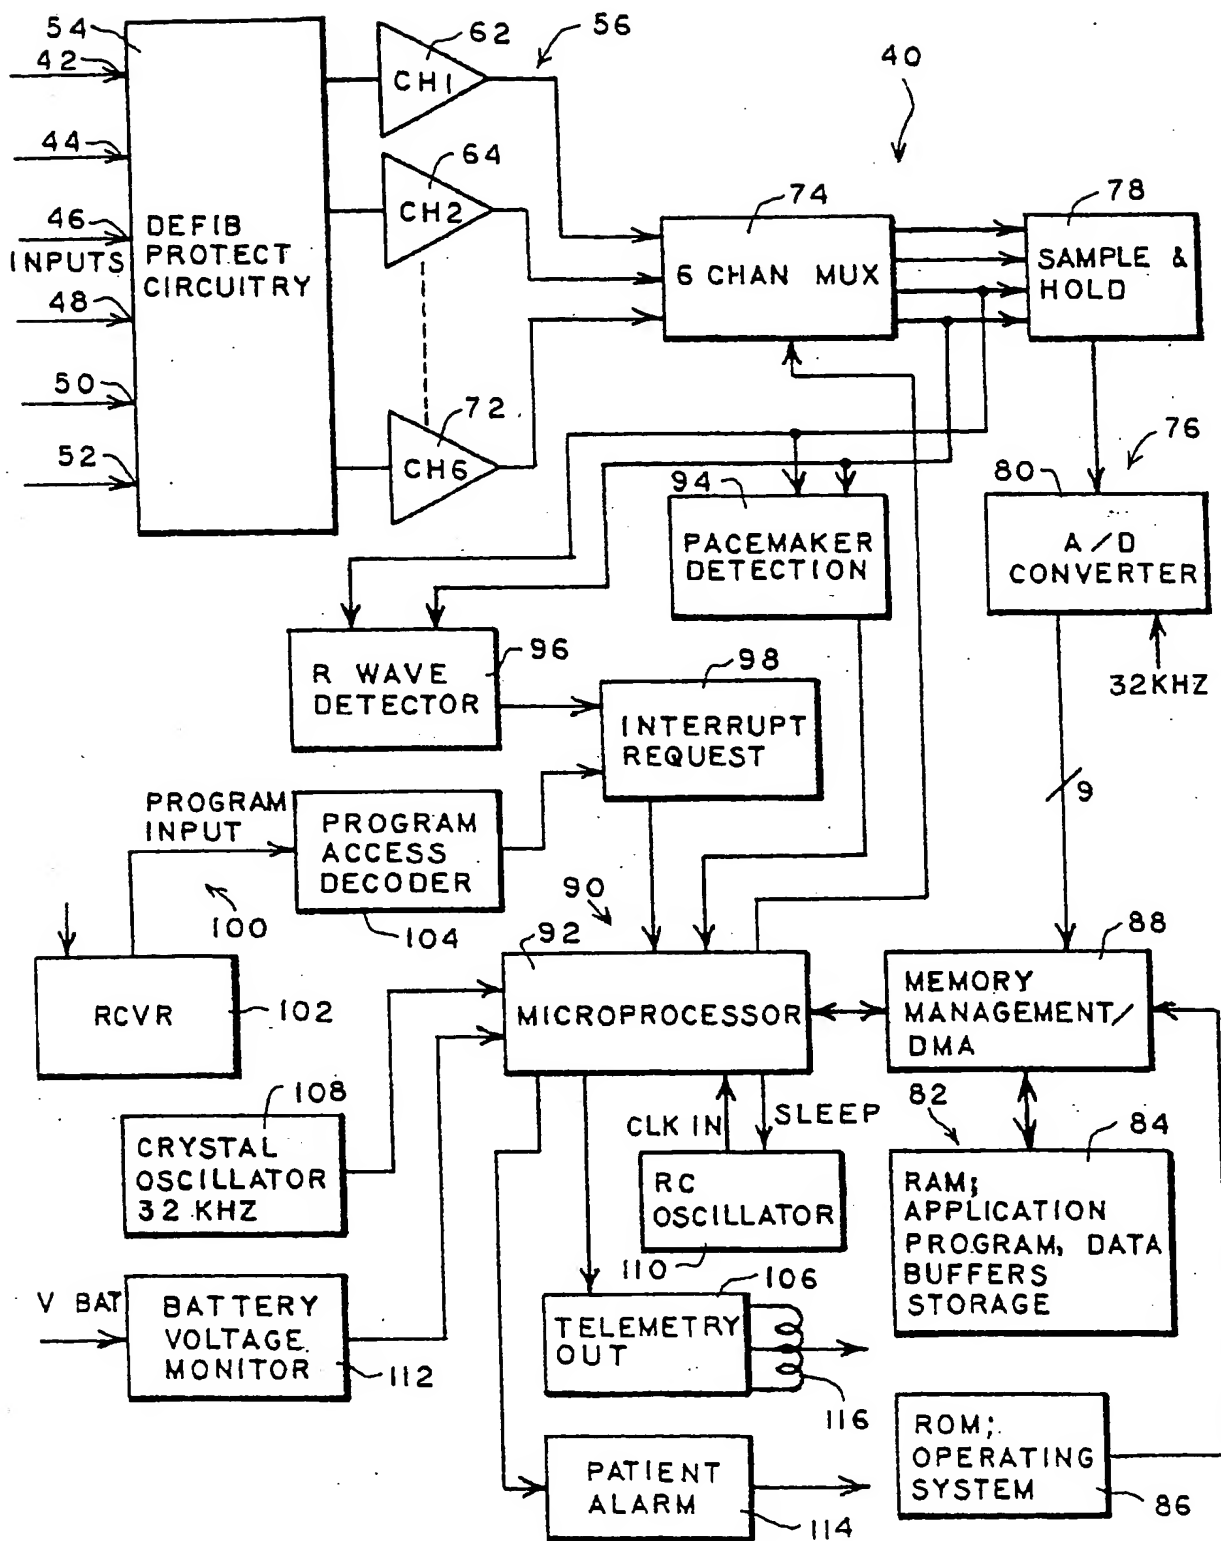 54
62
56
42
CH1
40
44
64
46
DEFIB
PROTECT
CIRCUITRY
CH2
74
78
INPUTS
6 CHAN MUX
SAMPLE &
HOLD
48
50
72
76
52
CH6
94
80
PACEMAKER
DETECTION
A/D
CONVERTER
96
98
R WAVE
DETECTOR
32KHZ
INTERRUPT
REQUEST
9
PROGRAM
INPUT
PROGRAM
ACCESS
DECODER
90
100
104
92
88
RCVR
102
MICROPROCESSOR
MEMORY
MANAGEMENT/
DMA
108
CLK IN
SLEEP
82
84
CRYSTAL
OSCILLATOR
32 KHZ
RC
OSCILLATOR
RAM;
APPLICATION
PROGRAM, DATA
BUFFERS
STORAGE
110
106
V BAT
BATTERY
VOLTAGE
MONITOR
112
TELEMETRY
OUT
116
ROM;
OPERATING
SYSTEM
86
PATIENT
ALARM
114